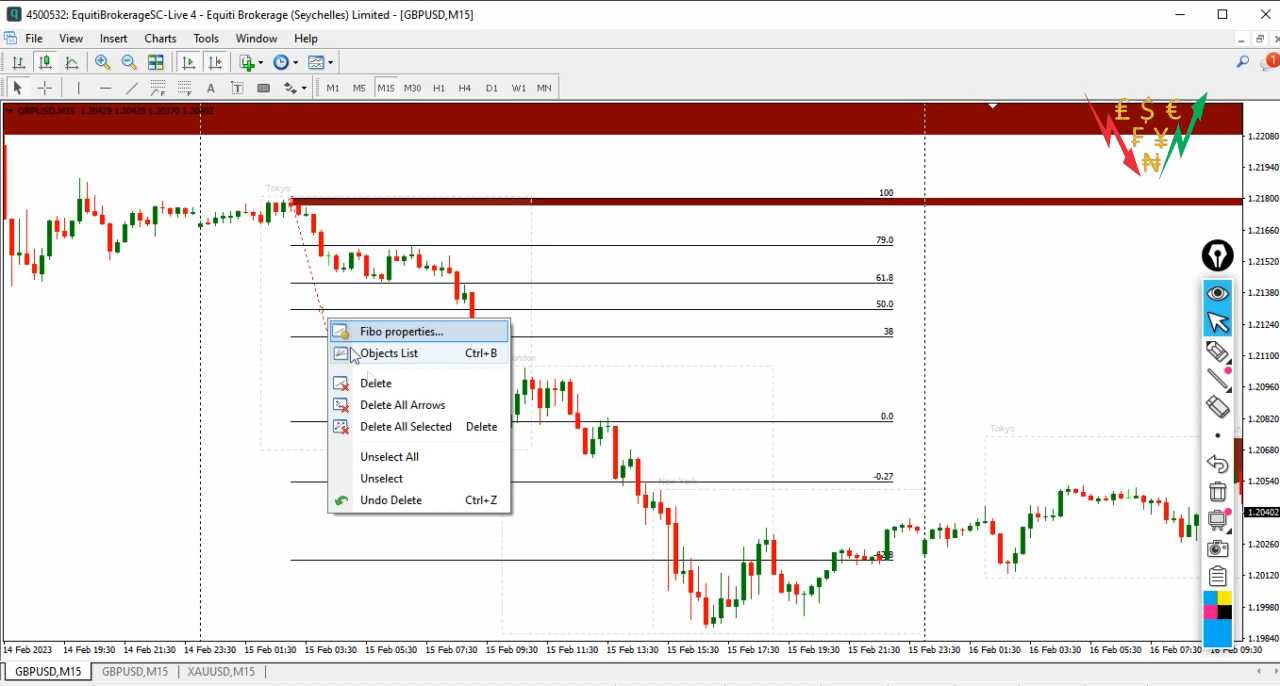 4500532: EquitiBrokerageSC-Live 4 - Equiti Brokerage (Seychelles) Limited - [GBPUSD,M15]
File View Insert Charts Tools Window Help
M1 M5 M15 M30 H1 H4 D1 W1 MN
1
GBPUSD,M15 1.20429 1.20429 1.20370 1.20402
£ $ €
₣ ¥
₦
1.22080
1.21940
1.21800
1.21660
1.21520
1.21380
1.21240
1.21100
1.20960
1.20820
1.20680
1.20540
1.20402
1.20260
1.20120
1.19980
1.19840
Tokyo
100
79.0
61.8
50.0
38
0.0
-0.27
Fibo properties...
Objects List Ctrl+B
Delete
Delete All Arrows
Delete All Selected Delete
Unselect All
Unselect
Undo Delete Ctrl+Z
New York
Tokyo
14 Feb 2023 14 Feb 19:30 14 Feb 21:30 14 Feb 23:30 15 Feb 01:30 15 Feb 03:30 15 Feb 05:30 15 Feb 07:30 15 Feb 09:30 15 Feb 11:30 15 Feb 13:30 15 Feb 15:30 15 Feb 17:30 15 Feb 19:30 15 Feb 21:30 15 Feb 23:30 16 Feb 01:30 16 Feb 03:30 16 Feb 05:30 16 Feb 07:30 16 Feb 09:30
GBPUSD,M15 GBPUSD,M15 XAUUSD,M15